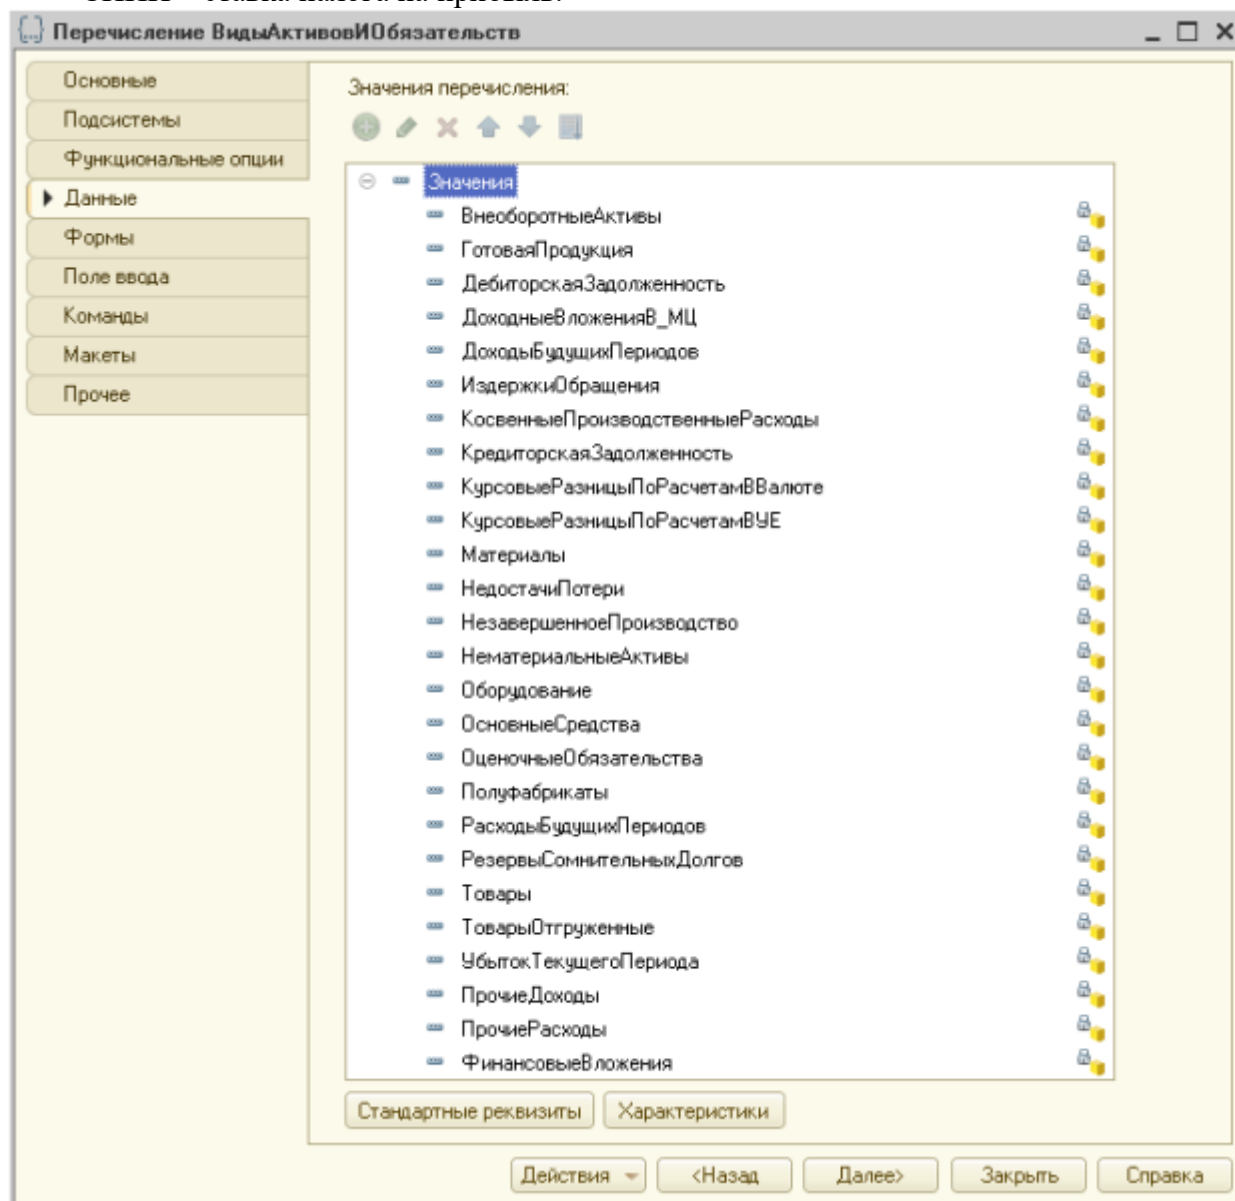 Перечисление ВидыАктивовИОбязательств
Основные
Подсистемы
Функциональные опции
Данные
Формы
Поле ввода
Команды
Макеты
Прочее
Значения перечисления:
Значения
ВнеоборотныеАктивы
ГотоваяПродукция
ДебиторскаяЗадолженность
ДоходныеВложенияВ_МЦ
ДоходыБудущихПериодов
ИздержкиОбращения
КосвенныеПроизводственныеРасходы
КредиторскаяЗадолженность
КурсовыеРазницыПоРасчетамВВалюте
КурсовыеРазницыПоРасчетамВУЕ
Материалы
НедостачиПотери
НезавершенноеПроизводство
НематериальныеАктивы
Оборудование
ОсновныеСредства
ОценочныеОбязательства
Полуфабрикаты
РасходыБудущихПериодов
РезервыСомнительныхДолгов
Товары
ТоварыОтгруженные
УбытокТекущегоПериода
ПрочиеДоходы
ПрочиеРасходы
ФинансовыеВложения
Стандартные реквизиты Характеристики
Действия <Назад Далее> Закрыть Справка